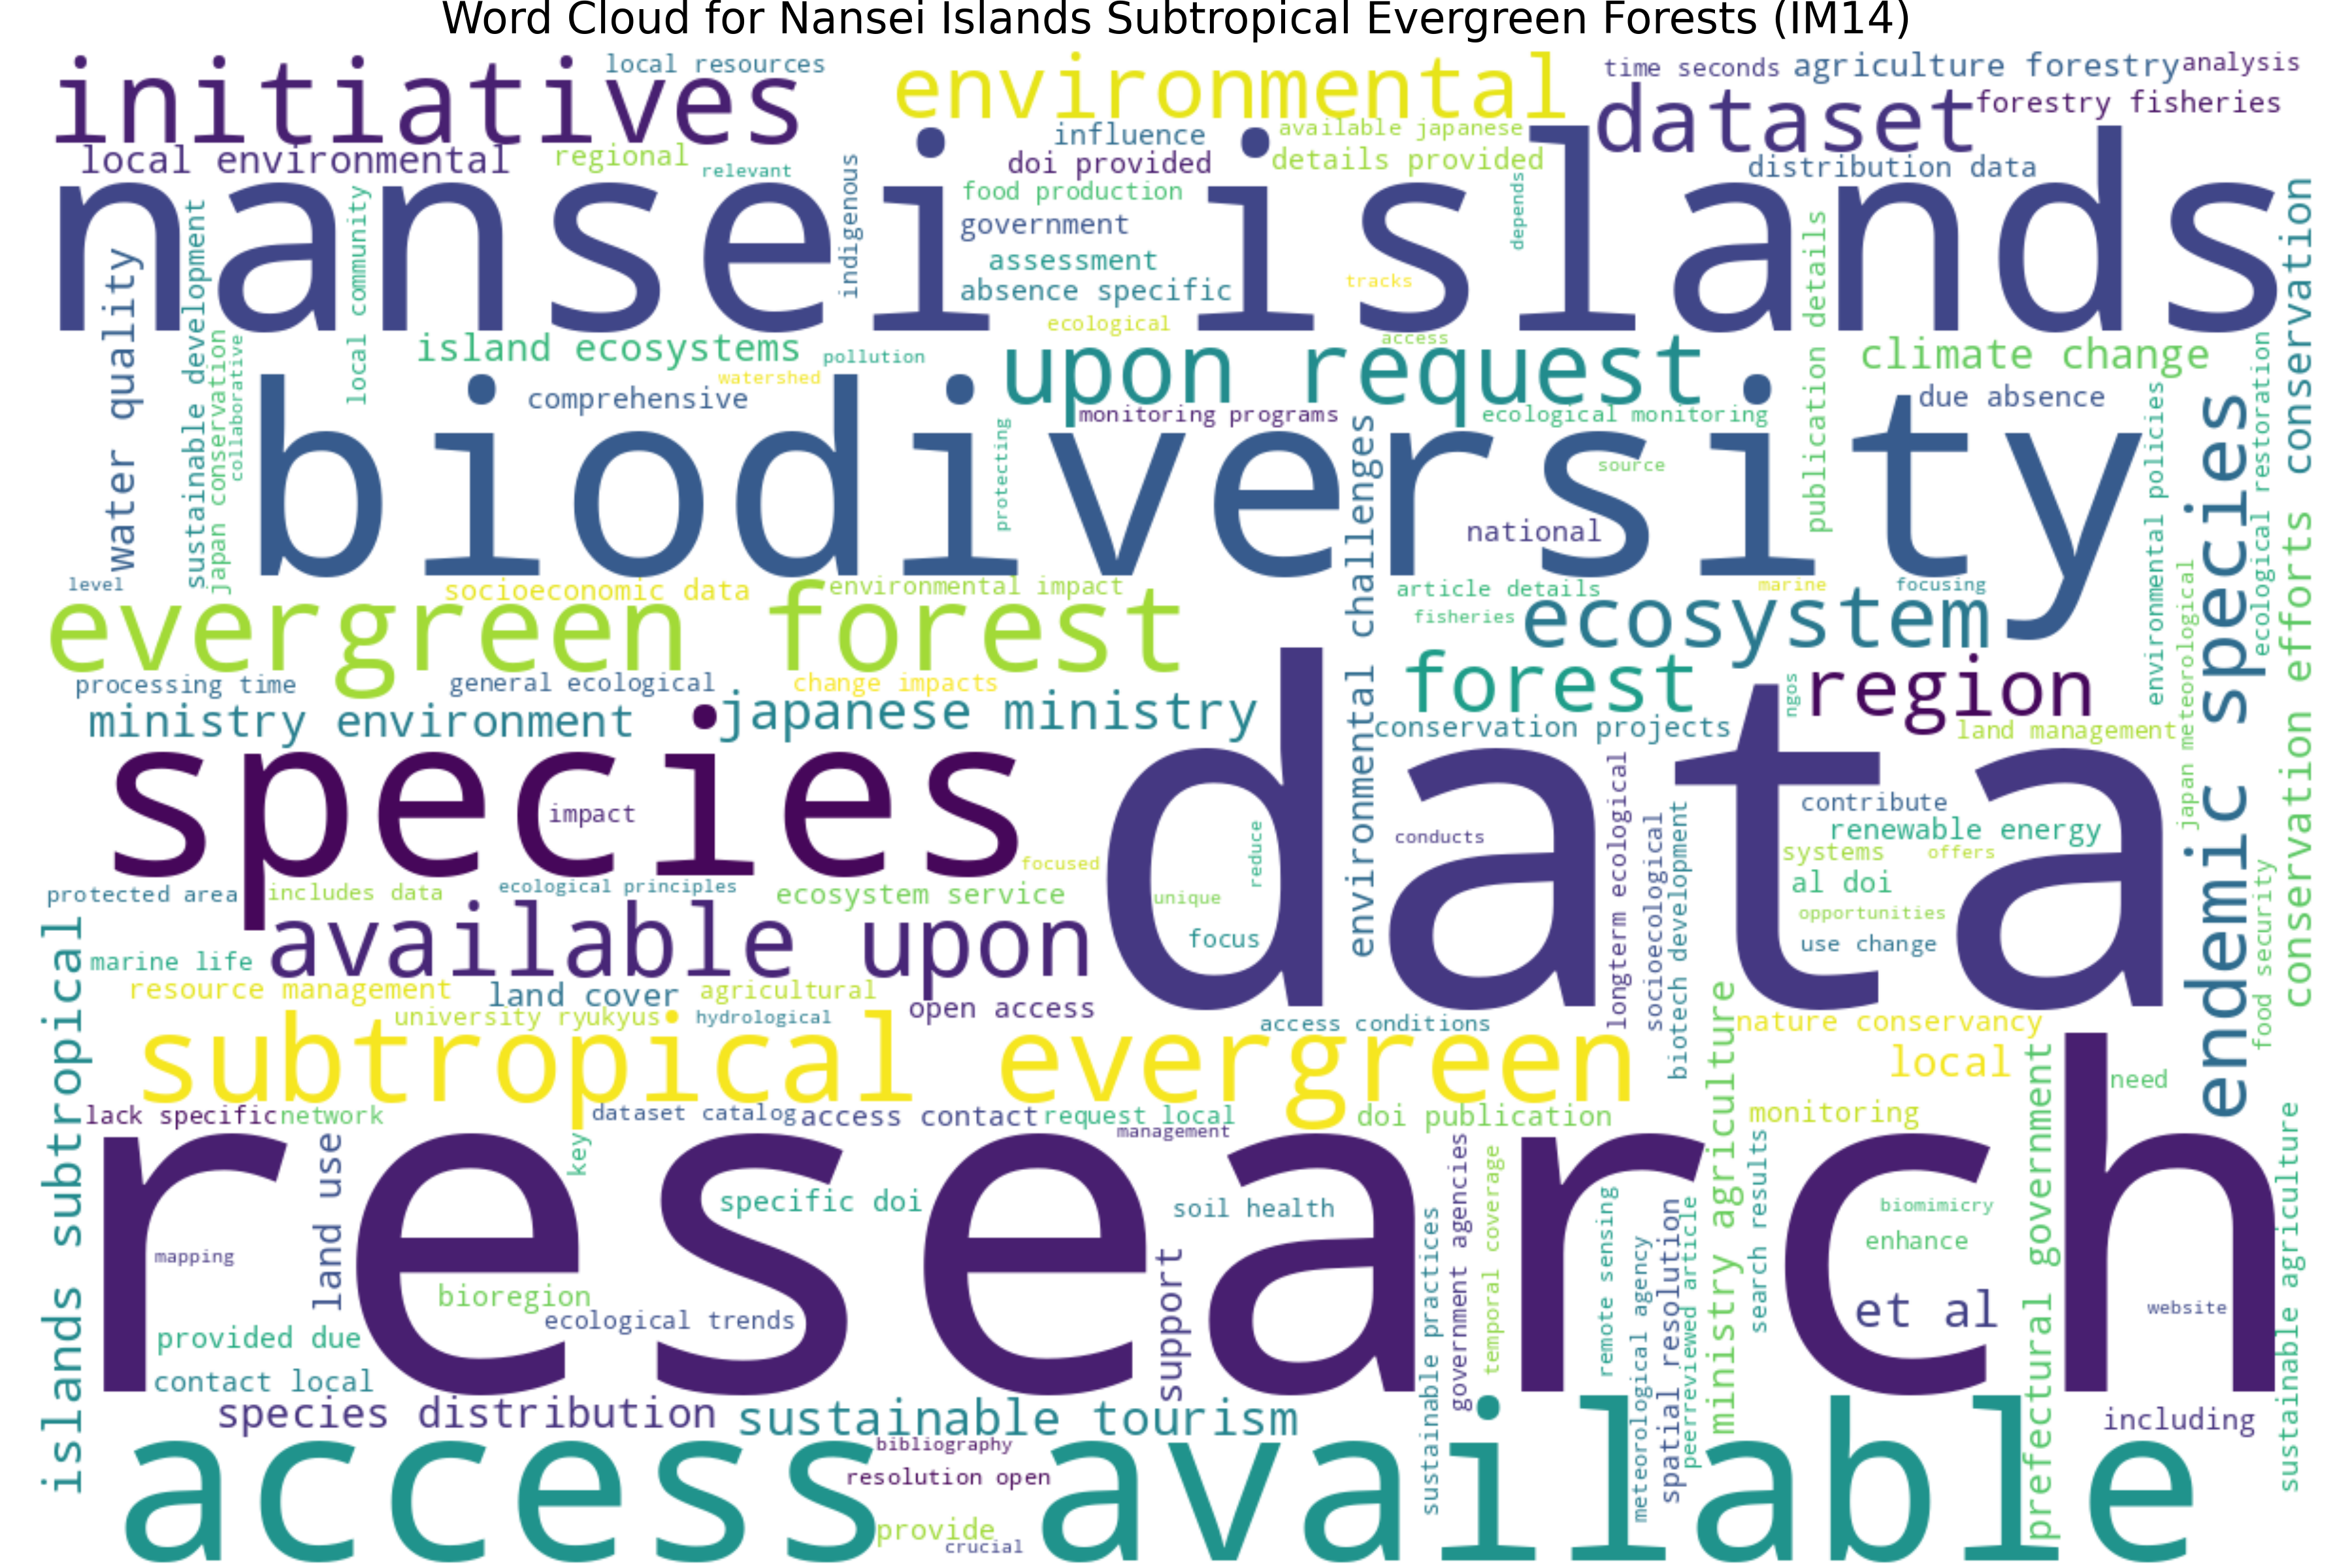 Word Cloud for Nansei Islands Subtropical Evergreen Forests (IM14)
initiatives
local resources
environmental
time seconds
agriculture forestry
analysis
dataset
forestry fisheries
local environmental
regional
relevant
indigenous
influence
available japanese
doi provided
details provided
distribution data
nansei islands
food production
government
assessment
absence specific
depends
tracks
ecological
water quality
sustainable development
japan conservation
collaborative
local community
island ecosystems
pollution
access
upon request
publication details
climate change
conservation efforts conservation
watershed
comprehensive
monitoring programs
ecological monitoring
due absence
biodiversity
protecting
environmental challenges
source
national
environmental policies
endemic species
ecological restoration
level
socioeconomic data
environmental impact
article details
marine
focusing
evergreen forest
fisheries
ecosystem
japan meteorological
processing time
general ecological
change impacts
forest
ngos
region
ministry environment
japanese ministry
conservation projects
land management
species
impact
data
longterm ecological
socioecological
biotech development
contribute
conducts
renewable energy
reduce
focused
systems
offers
protected area
includes data
ecological principles
ecosystem service
unique
al doi
opportunities
focus
use change
food security
available upon
marine life
islands subtropical
resource management
land cover
agricultural
open access
university ryukyus
hydrological
access conditions
nature conservancy
subtropical evergreen
ministry agriculture
local
prefectural government
need
lack specific
network
dataset catalog
access contact
request local
doi publication
monitoring
management
research
land use
key
specific doi
soil health
support
sustainable practices
government agencies
temporal coverage
remote sensing
meteorological agency
spatial resolution
peerreviewed article
search results
biomimicry
enhance
sustainable agriculture
mapping
bioregion
ecological trends
et al
website
provided due
contact local
species distribution
sustainable tourism
including
access available
bibliography
resolution open
provide
crucial